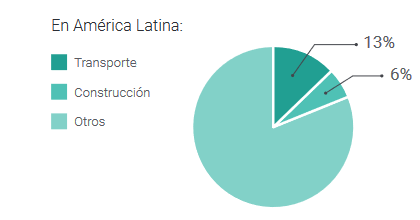 En América Latina:
Transporte
Construcción
Otros
13%
6%